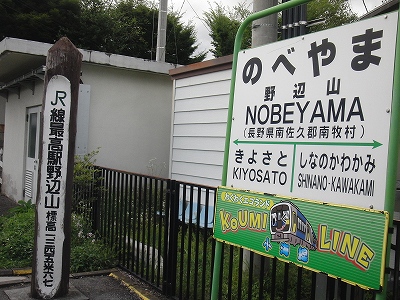 JR線最高駅野辺山
標高一三四五米六七
のべやま
野辺山
NOBEYAMA
(長野県南佐久郡南牧村)
きよさと
KIYOSATO
しなのかわかみ
SHINANO-KAWAKAMI
KOUMI LINE